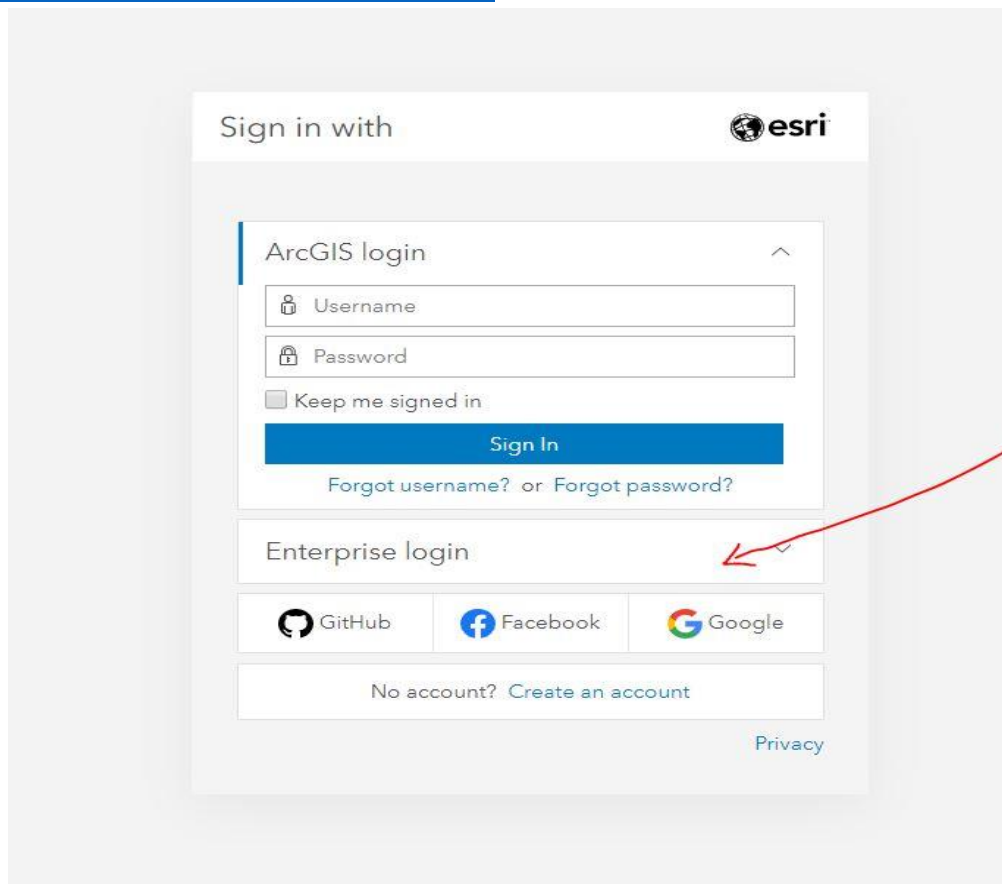 Sign in with esri
ArcGIS login
Username
Password
Keep me signed in
Sign In
Forgot username? or Forgot password?
Enterprise login
GitHub Facebook Google
No account? Create an account
Privacy